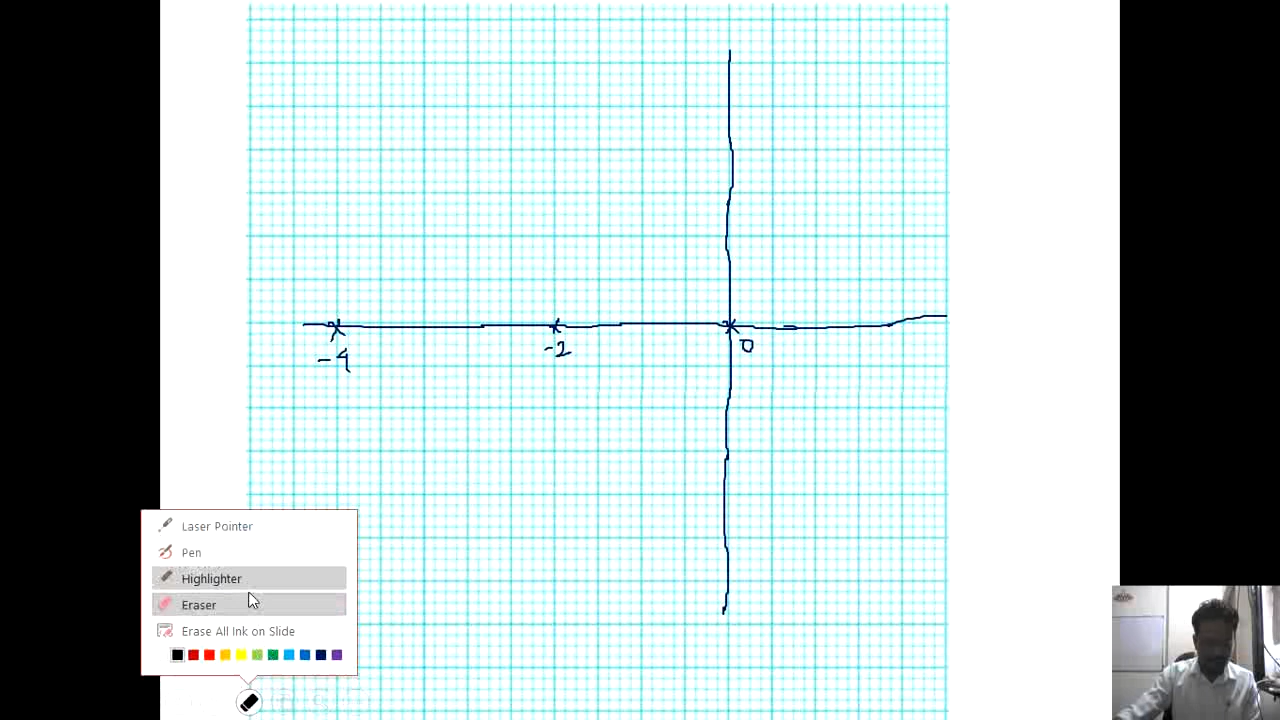 -4 -2 0
Laser Pointer
Pen
Highlighter
Eraser
Erase All Ink on Slide